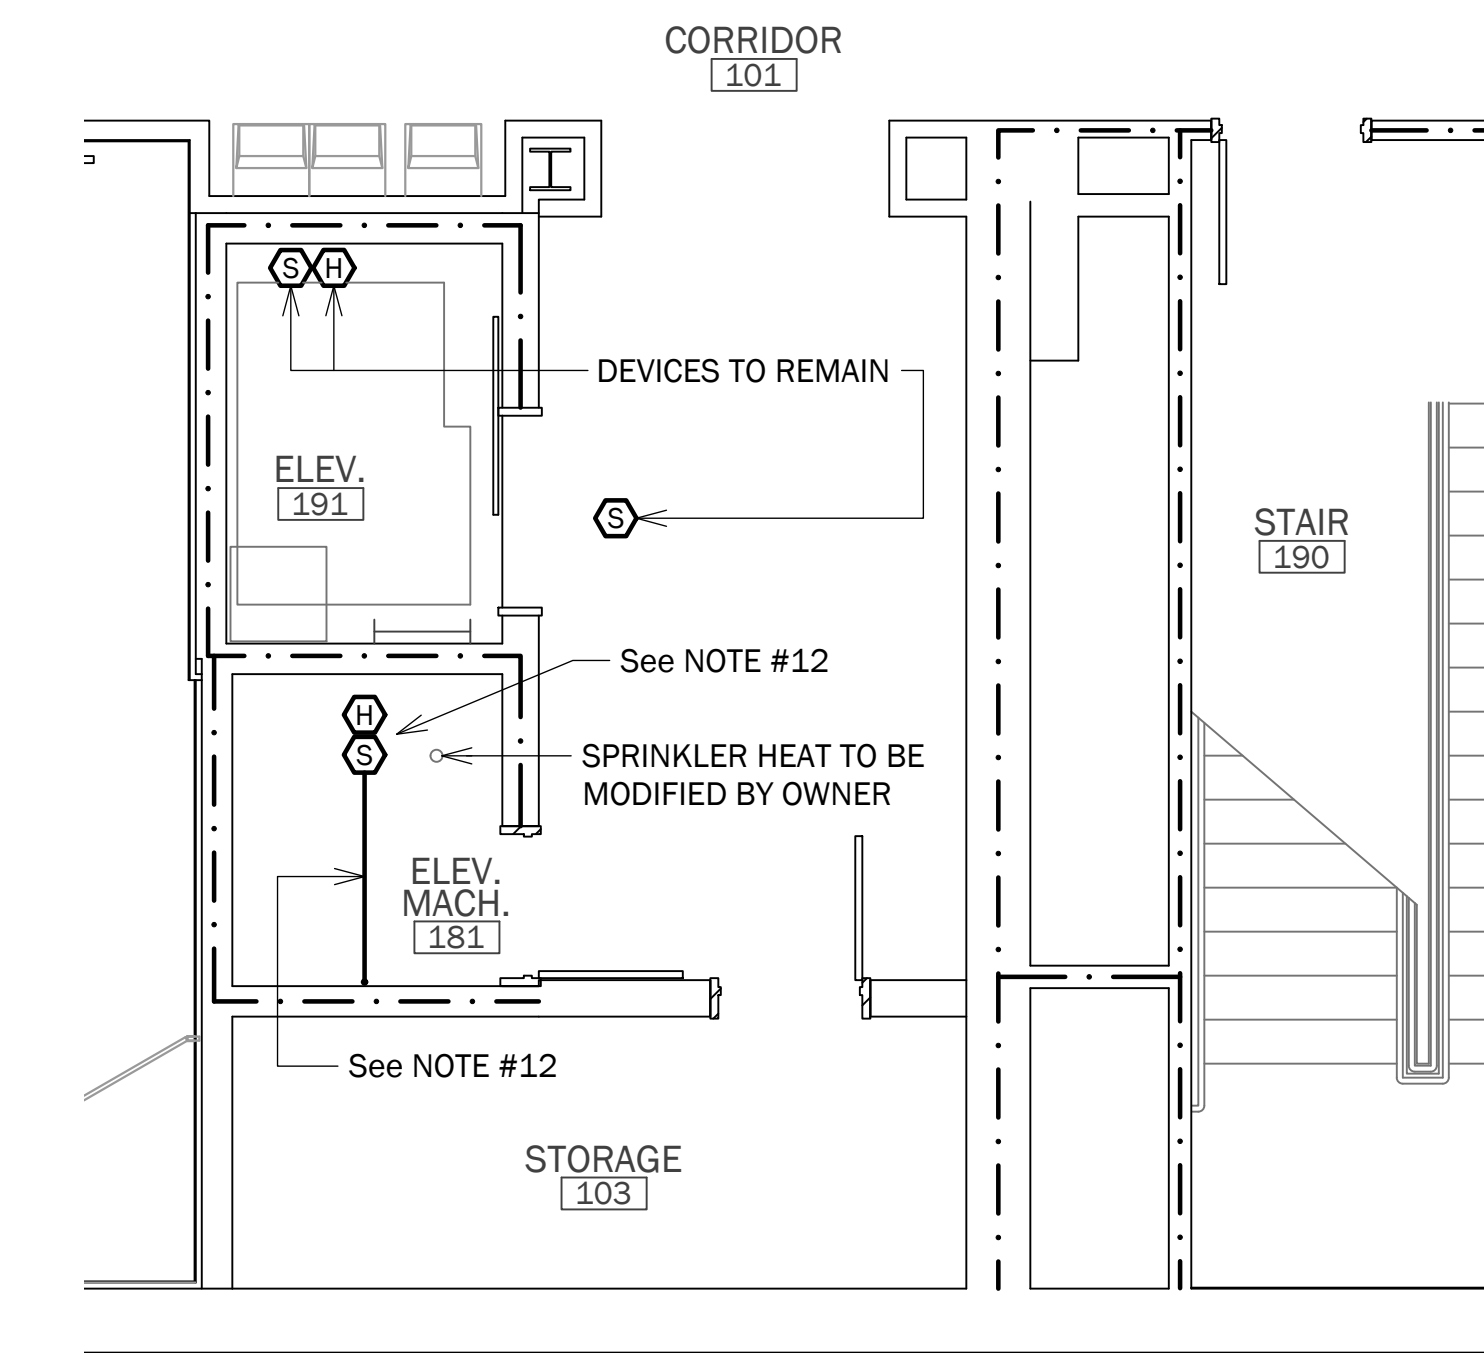 CORRIDOR
101
S H
DEVICES TO REMAIN
ELEV.
191
S
STAIR
190
See NOTE #12
H
S
SPRINKLER HEAT TO BE
MODIFIED BY OWNER
ELEV.
MACH.
181
See NOTE #12
STORAGE
103